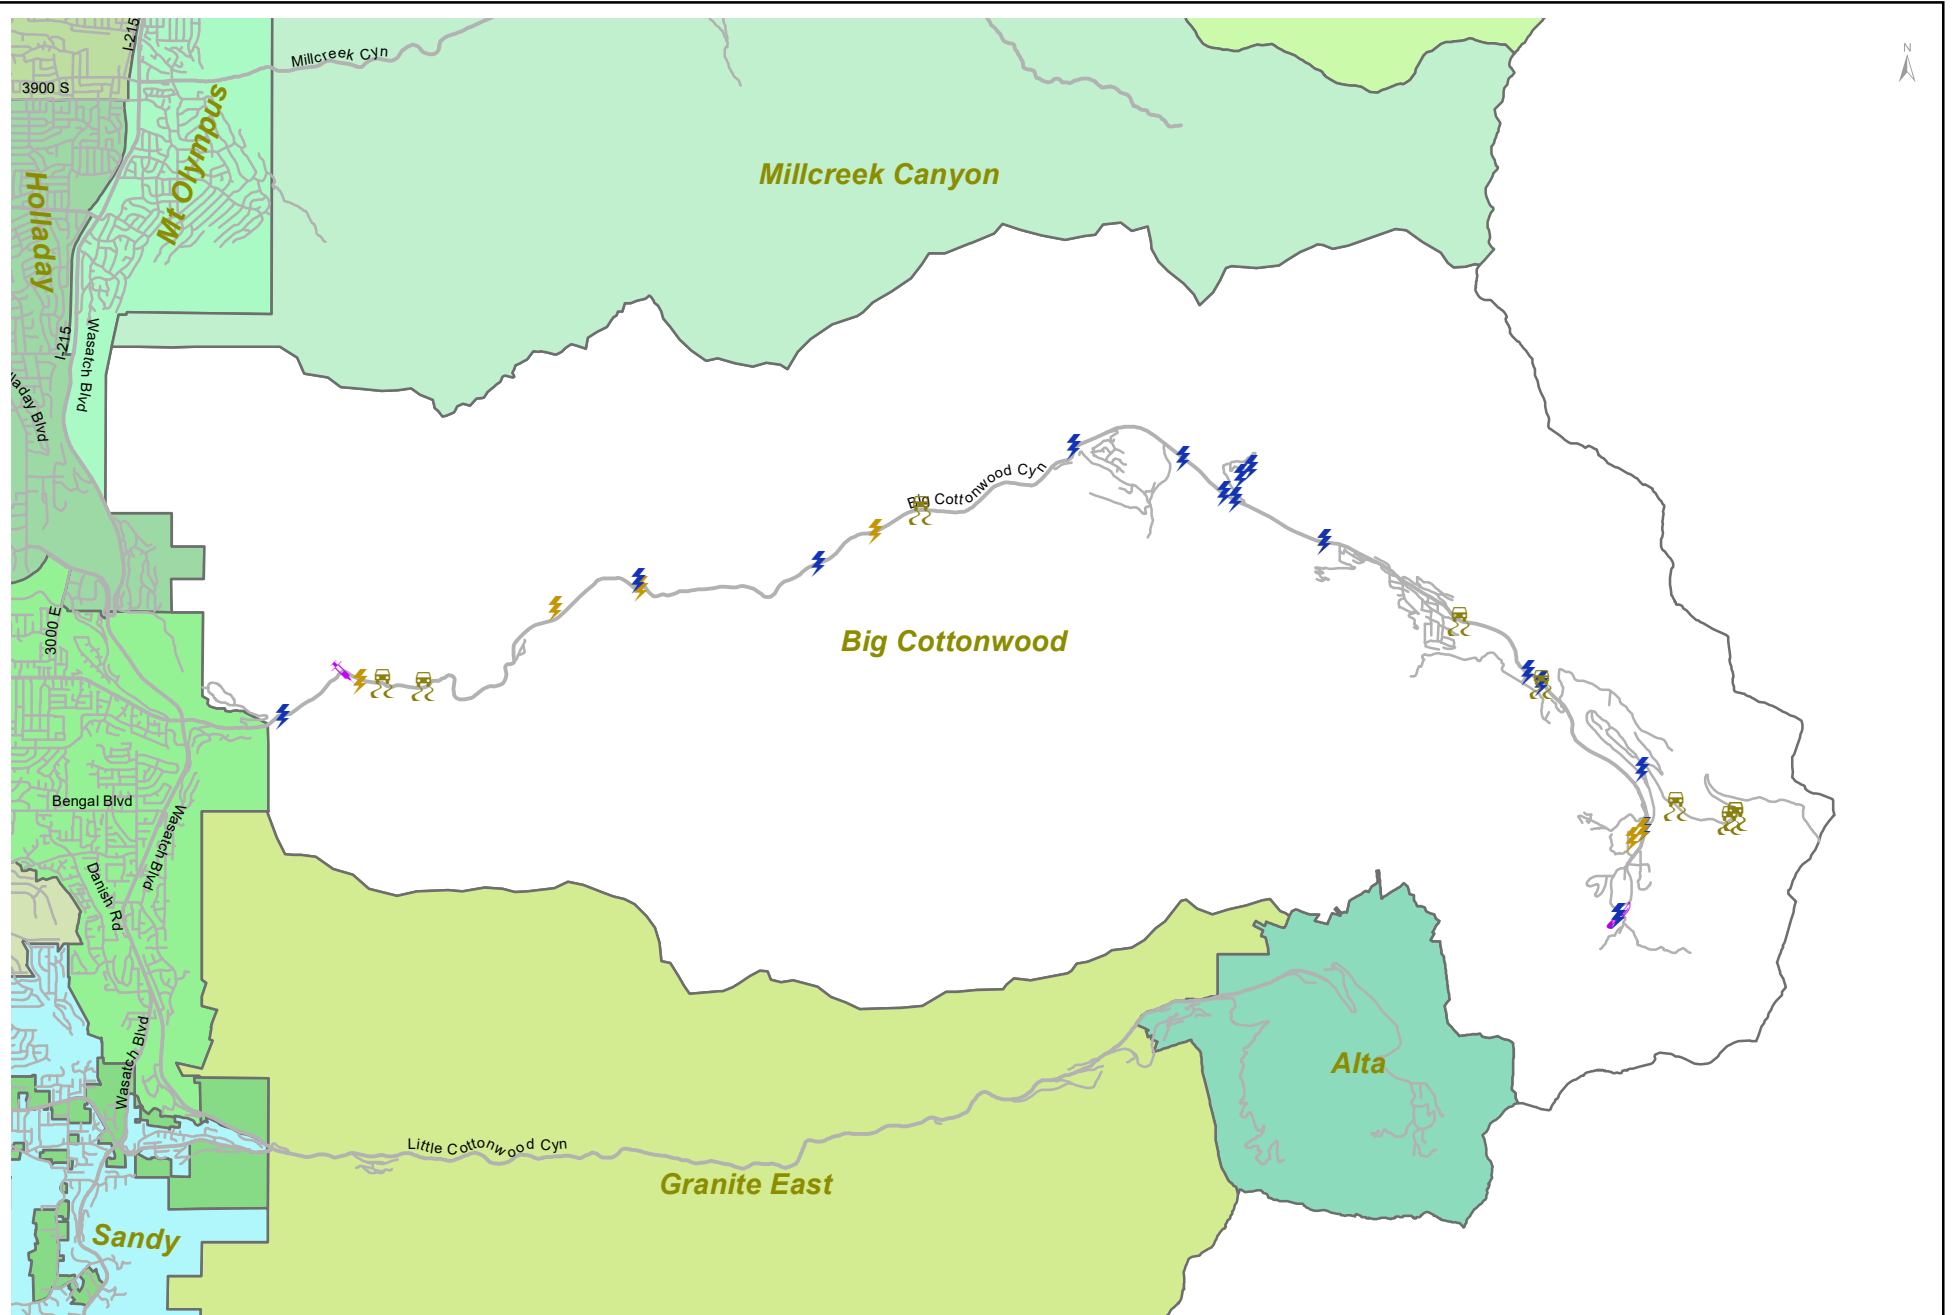 I-215
N
Millcreek Cyn
3900 S
Mt Olympus
Millcreek Canyon
Holladay
I-215
Wasatch Blvd
lladay Blvd
Big Cottonwood Cyn
3000 E
Big Cottonwood
Bengal Blvd
Wasatch Blvd
Danish Rd
Wasatch Blvd
Alta
Little Cottonwood Cyn
Granite East
Sandy